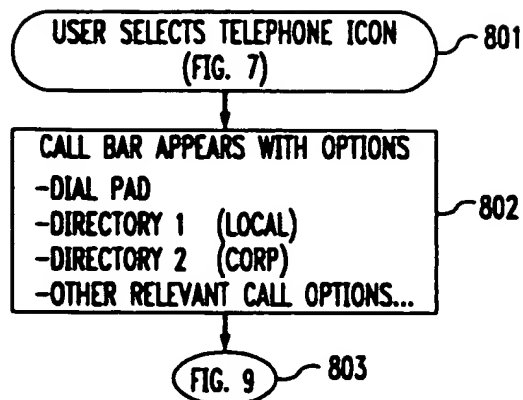 USER SELECTS TELEPHONE ICON
(FIG. 7)
801
CALL BAR APPEARS WITH OPTIONS
-DIAL PAD
-DIRECTORY 1 (LOCAL)
-DIRECTORY 2 (CORP)
-OTHER RELEVANT CALL OPTIONS...
802
FIG. 9
803